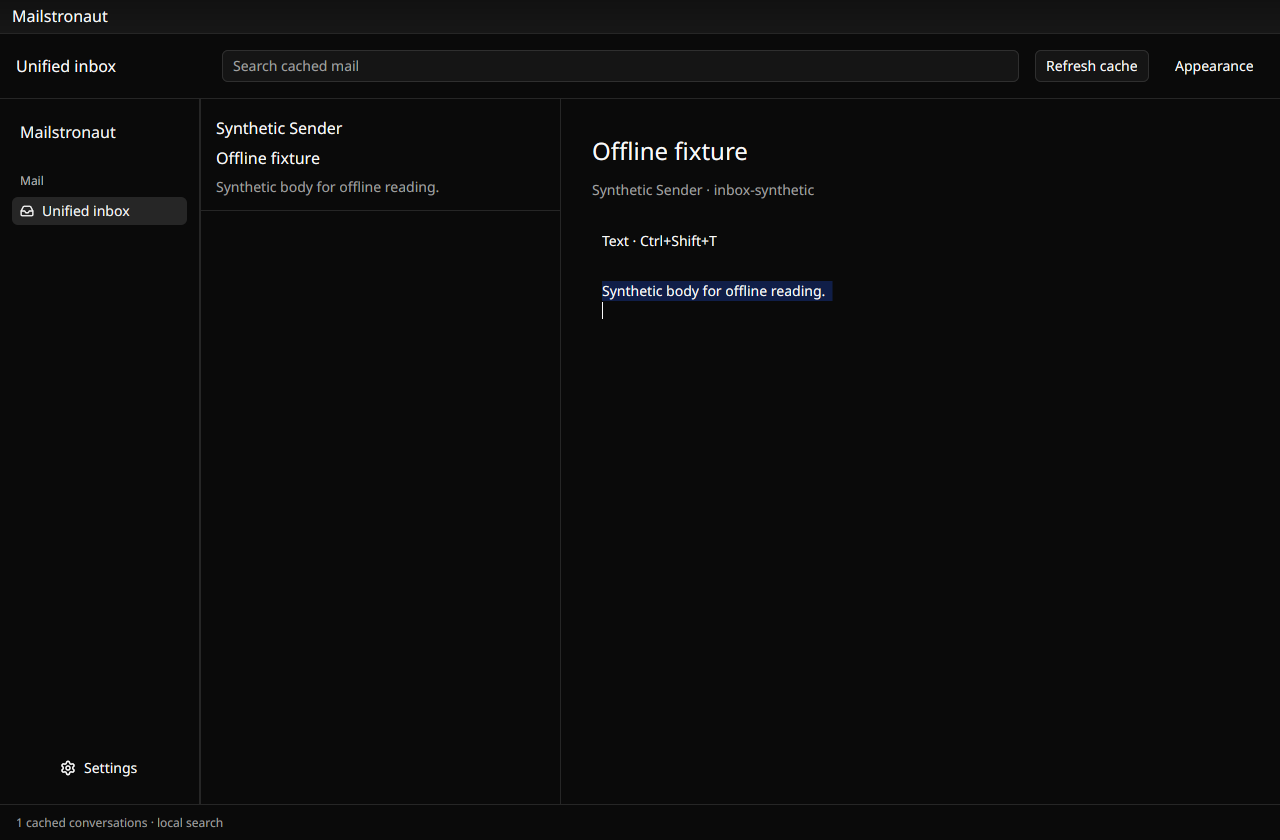 Mailstronaut
Unified inbox
Search cached mail
Refresh cache
Appearance
Mailstronaut
Mail
Unified inbox
Settings
Synthetic Sender
Offline fixture
Synthetic body for offline reading.
Offline fixture
Synthetic Sender · inbox-synthetic
Text · Ctrl+Shift+T
Synthetic body for offline reading.
1 cached conversations · local search